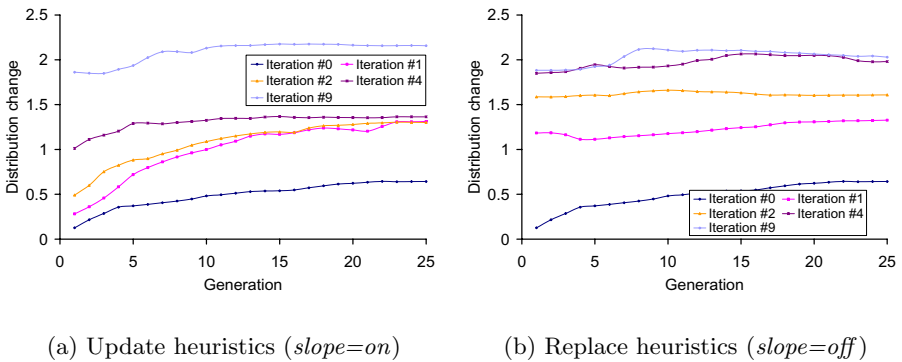 2.5
2
1.5
1
0.5
0
Distribution change
Iteration #0 Iteration #1
Iteration #2 Iteration #4
Iteration #9
0 5 10 15 20 25
Generation
(a) Update heuristics (slope=on)
2.5
2
1.5
1
0.5
0
Distribution change
Iteration #0 Iteration #1
Iteration #2 Iteration #4
Iteration #9
0 5 10 15 20 25
Generation
(b) Replace heuristics (slope=off)